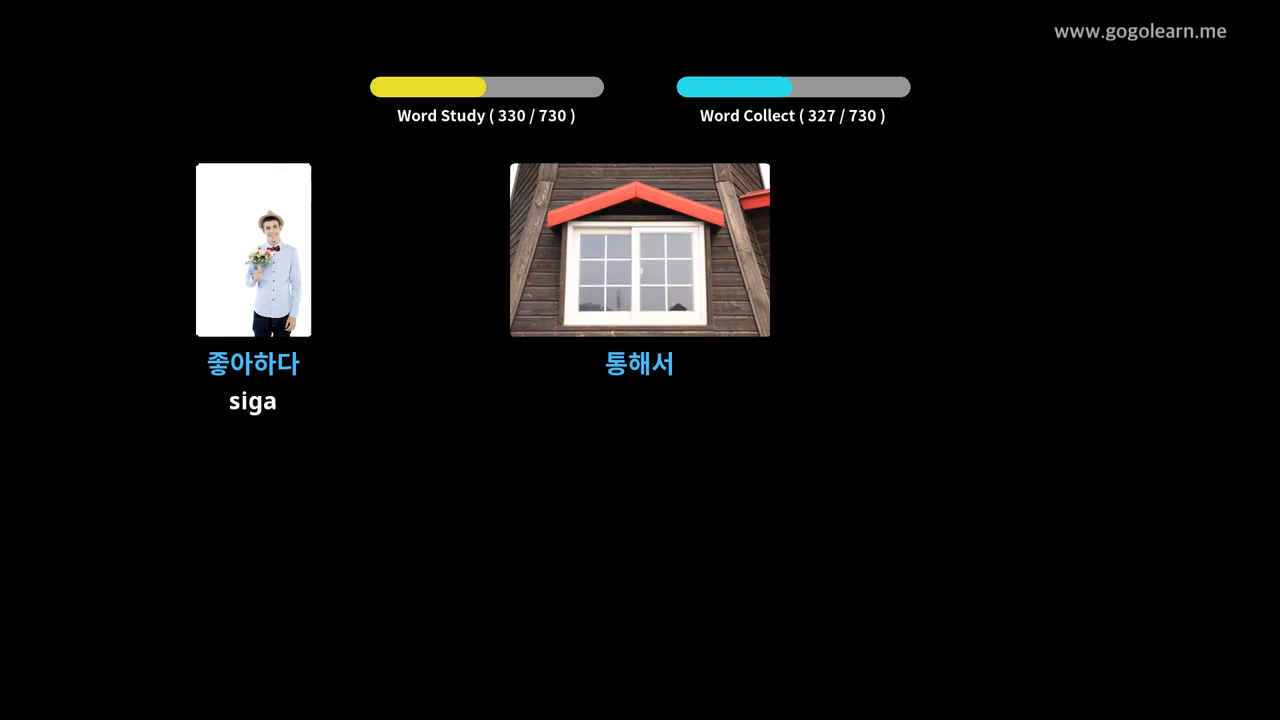 www.gogolearn.me
Word Study ( 330 / 730 )
Word Collect ( 327 / 730 )
좋아하다
통해서
siga